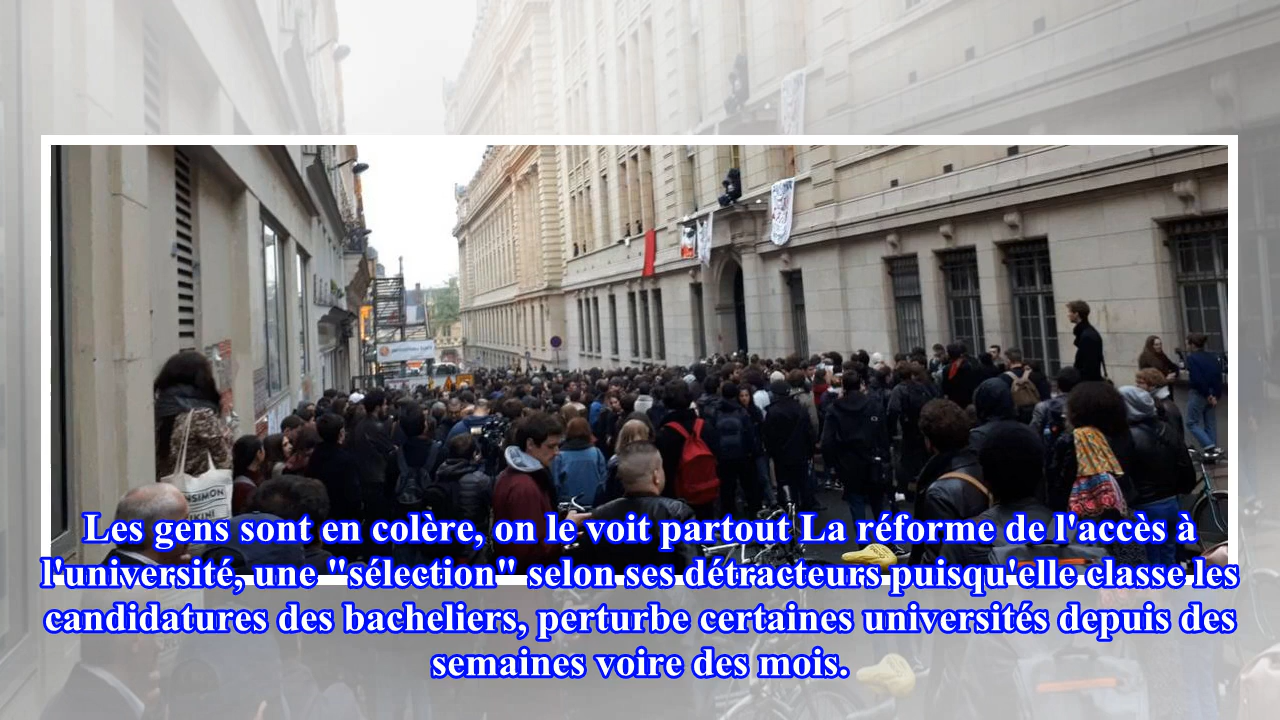 NSIMON
Les gens sont en colère, on le voit partout La réforme de l'accès à
l'université, une "sélection" selon ses détracteurs puisqu'elle classe les
candidatures des bacheliers, perturbe certaines universités depuis des
semaines voire des mois.